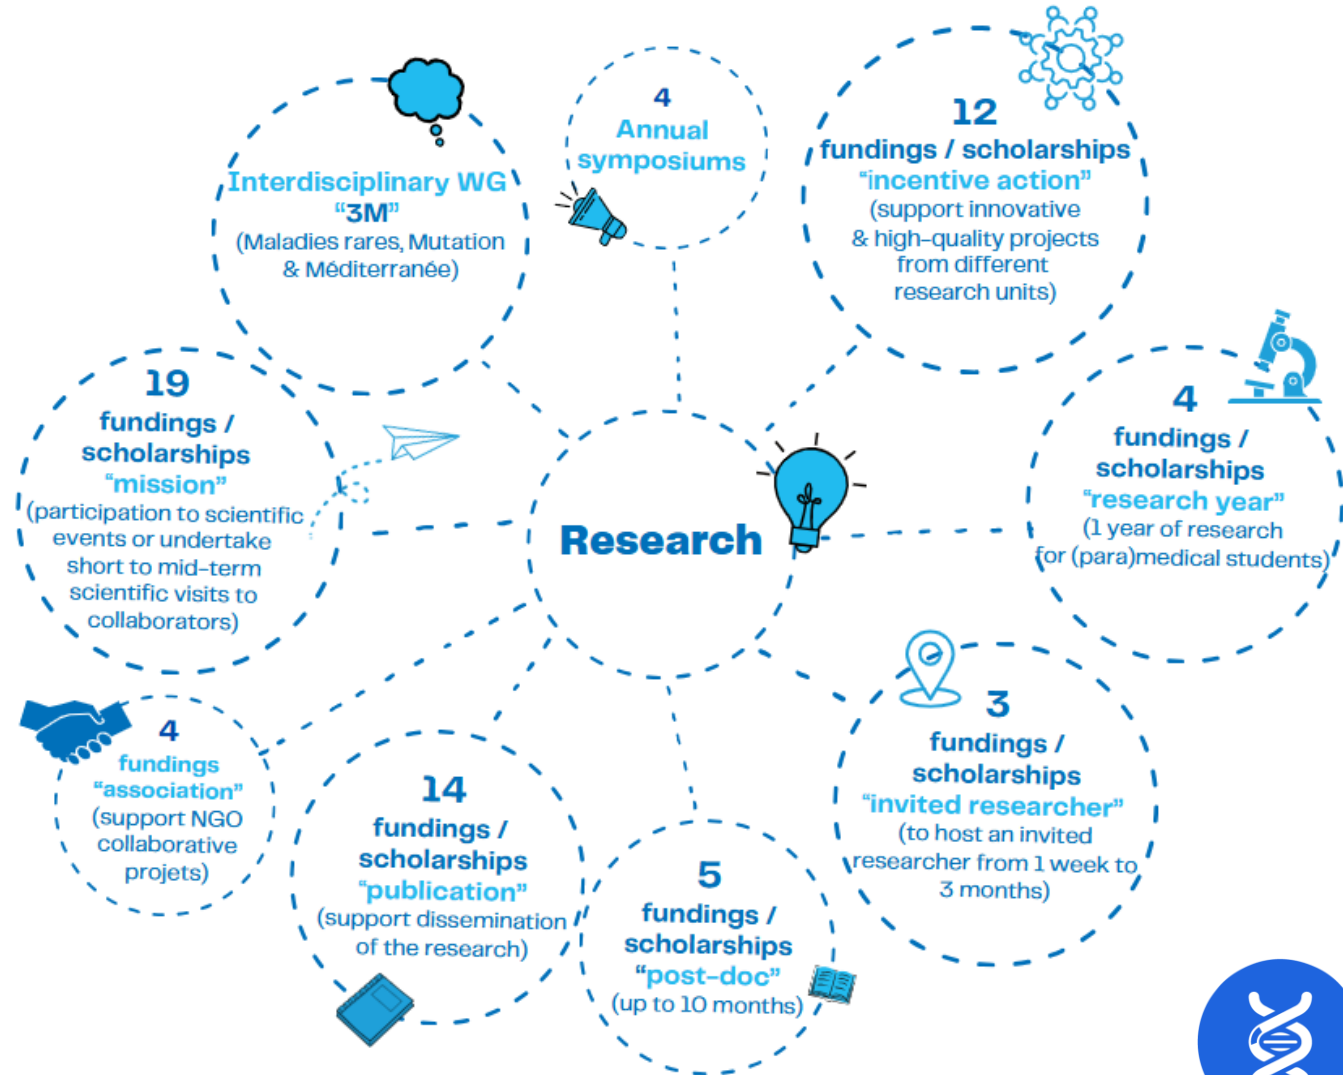 4
Annual
symposiums
12
fundings / scholarships
“incentive action”
(support innovative
& high-quality projects
from different
research units)
Interdisciplinary WG
“3M”
(Maladies rares, Mutation
& Méditerranée)
19
fundings /
scholarships
“mission”
(participation to scientific
events or undertake
short to mid-term
scientific visits to
collaborators)
4
fundings /
scholarships
“research year”
(1 year of research
for (para)medical students)
Research
4
fundings
“association”
(support NGO
collaborative
projets)
14
fundings /
scholarships
“publication”
(support dissemination
of the research)
5
fundings /
scholarships
“post-doc”
(up to 10 months)
3
fundings /
scholarships
“invited researcher”
(to host an invited
researcher from 1 week to
3 months)